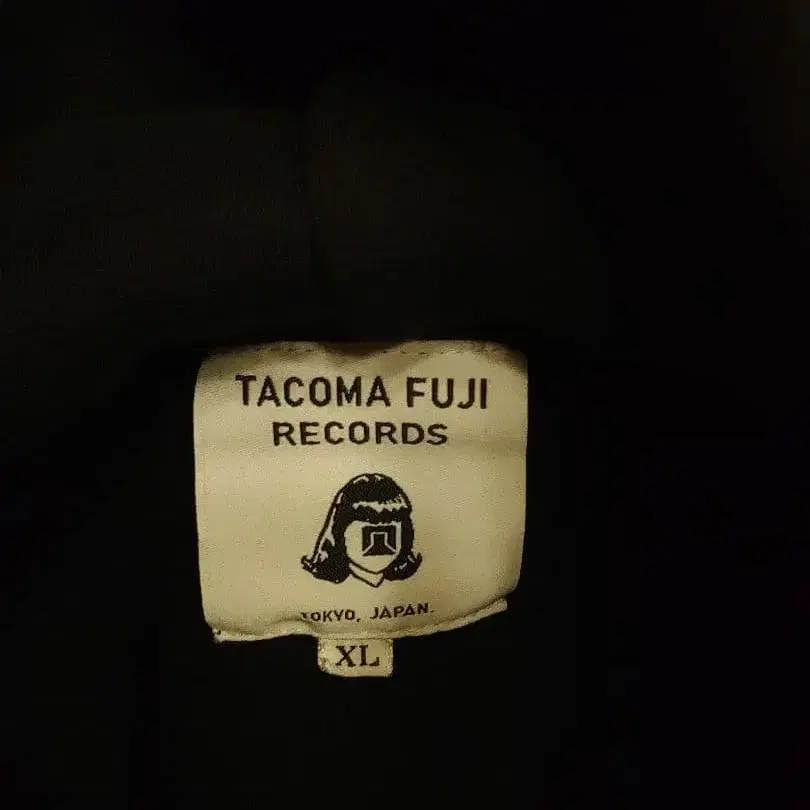 TACOMA FUJI
RECORDS
TOKYO, JAPAN.
XL